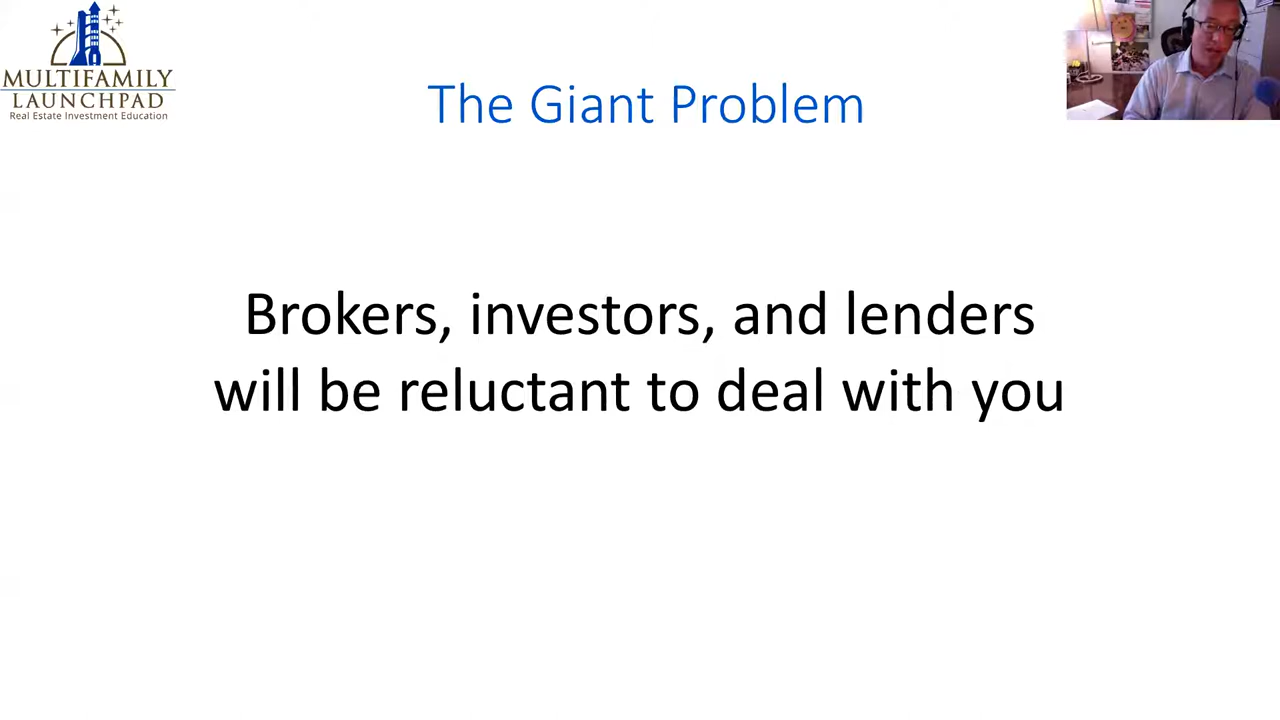 MULTIFAMILY
LAUNCHPAD
Real Estate Investment Education
The Giant Problem
Brokers, investors, and lenders
will be reluctant to deal with you